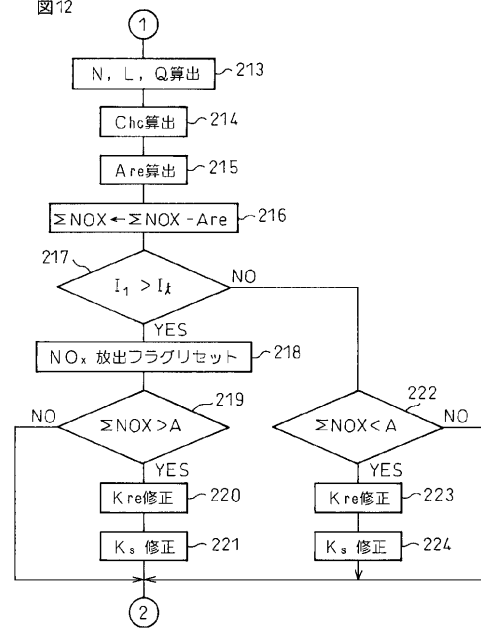 図12
1
N, L, Q算出
213
Chc算出
214
Are算出
215
ΣNOX←ΣNOX-Are
216
217
I₁ > Iℓ
NO
YES
NOx 放出フラグリセット
218
219
NO
ΣNOX>A
222
ΣNOX<A
NO
YES
YES
Kre修正
220
Kre修正
223
Ks 修正
221
Ks 修正
224
2